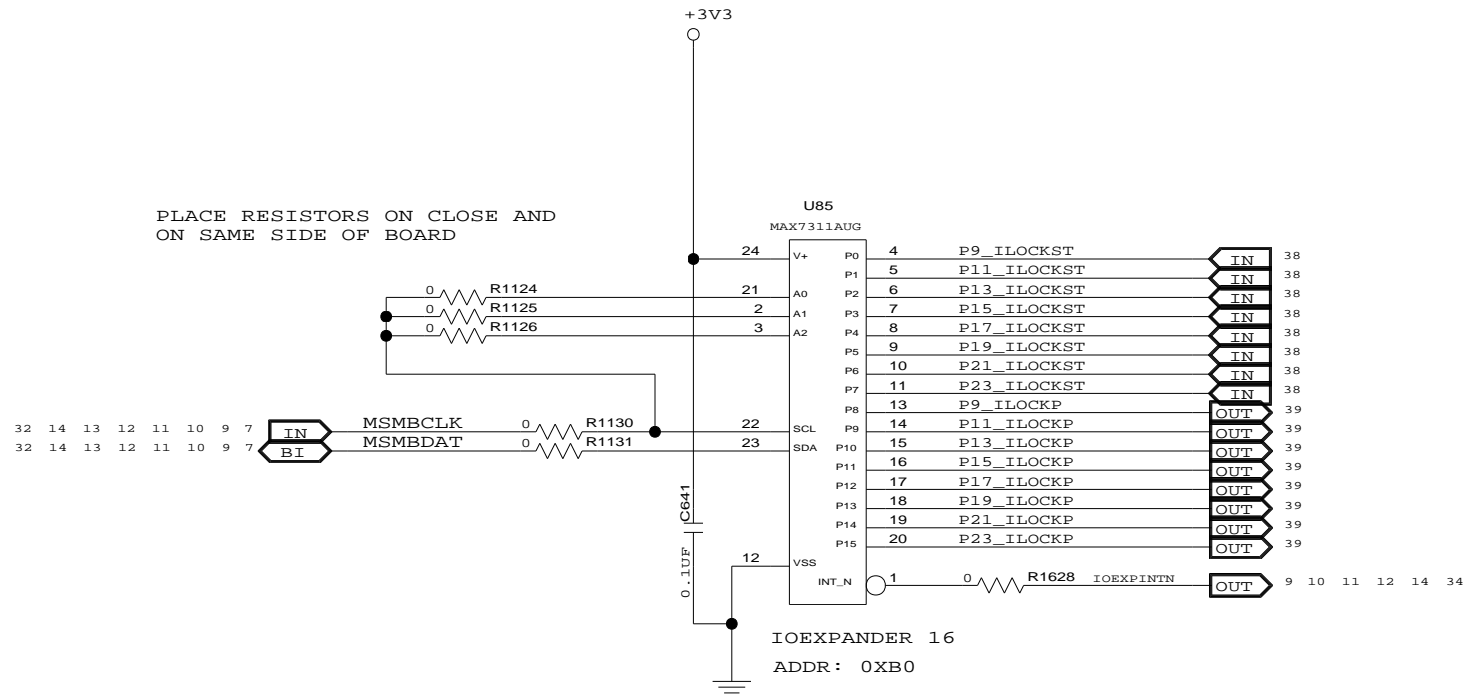 +3V3
PLACE RESISTORS ON CLOSE AND
ON SAME SIDE OF BOARD
U85
MAX7311AUG
24 V+ P0 4 P9_ILOCKST IN 38
P1 5 P11_ILOCKST IN 38
0 R1124 21 A0 P2 6 P13_ILOCKST IN 38
0 R1125 2 A1 P3 7 P15_ILOCKST IN 38
0 R1126 3 A2 P4 8 P17_ILOCKST IN 38
P5 9 P19_ILOCKST IN 38
P6 10 P21_ILOCKST IN 38
P7 11 P23_ILOCKST IN 38
P8 13 P9_ILOCKP OUT 39
32 14 13 12 11 10 9 7 IN MSMBCLK 0 R1130 22 SCL P9 14 P11_ILOCKP OUT 39
32 14 13 12 11 10 9 7 BI MSMBDAT 0 R1131 23 SDA P10 15 P13_ILOCKP OUT 39
P11 16 P15_ILOCKP OUT 39
P12 17 P17_ILOCKP OUT 39
P13 18 P19_ILOCKP OUT 39
P14 19 P21_ILOCKP OUT 39
P15 20 P23_ILOCKP OUT 39
C641
0.1UF
12 VSS
INT_N 1 0 R1628 IOEXPINTN OUT 9 10 11 12 14 34
IOEXPANDER 16
ADDR: 0XB0